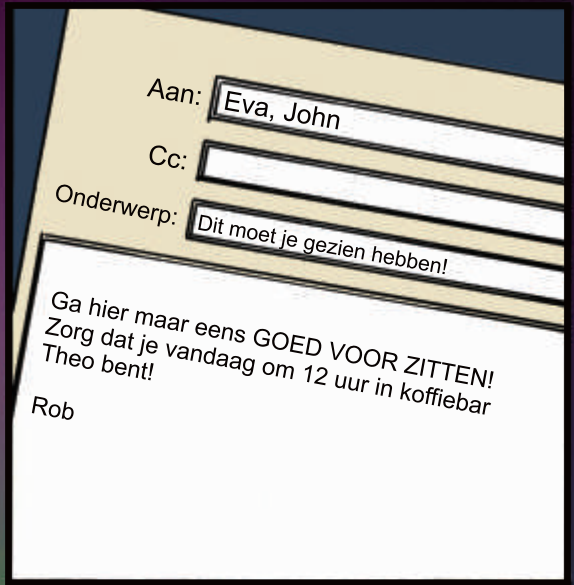 Aan: Eva, John
Cc:
Onderwerp: Dit moet je gezien hebben!
Ga hier maar eens GOED VOOR ZITTEN!
Zorg dat je vandaag om 12 uur in koffiebar
Theo bent!
Rob